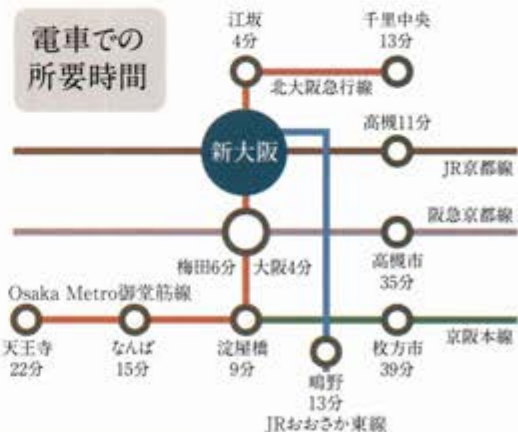 電車での
所要時間
江坂
4分
千里中央
13分
北大阪急行線
新大阪
高槻11分
JR京都線
阪急京都線
梅田6分 大阪4分
高槻市
35分
Osaka Metro御堂筋線
京阪本線
天王寺
22分
なんば
15分
淀屋橋
9分
鴫野
13分
枚方市
39分
JRおおさか東線